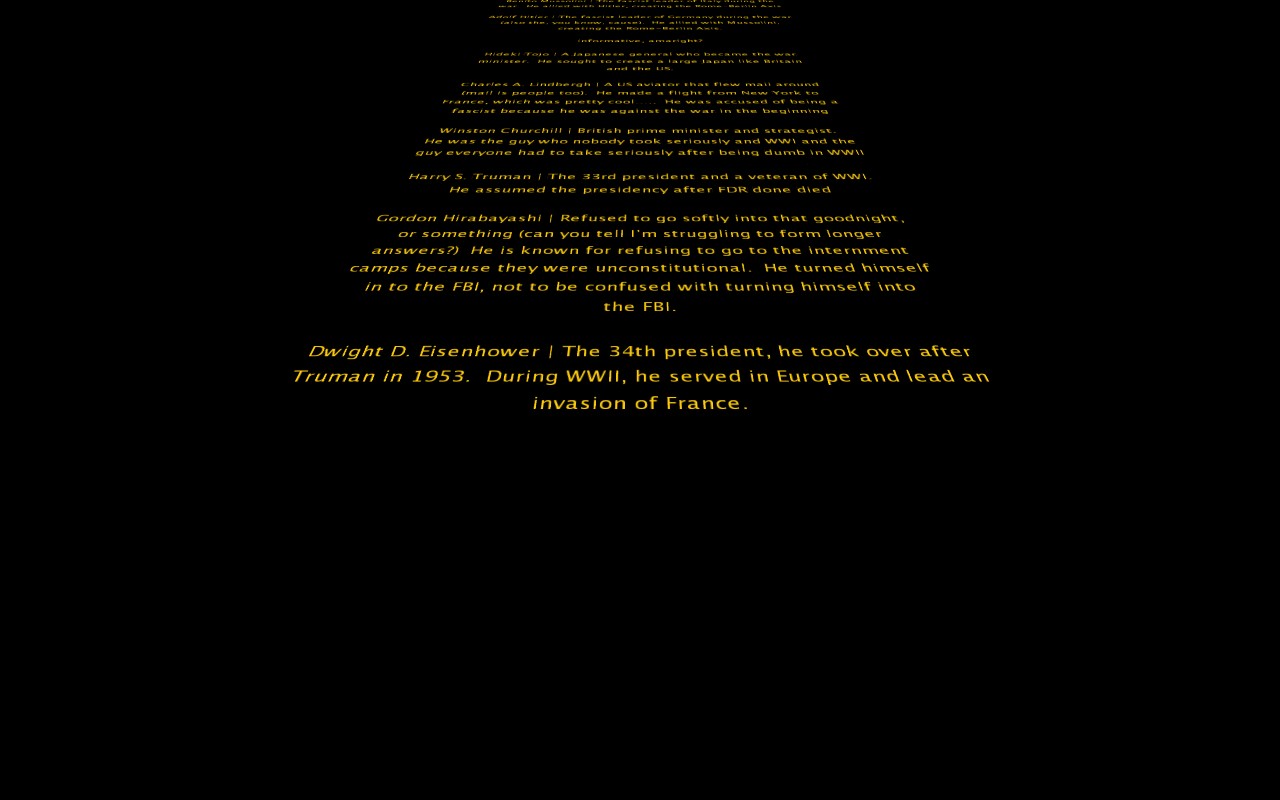 Benito Mussolini | The fascist leader of Italy during the
war. He allied with Hitler, creating the Rome-Berlin Axis
Adolf Hitler | The fascist leader of Germany during the war
(also the, you know, cause). He allied with Mussolini,
creating the Rome-Berlin Axis.
informative, amaright?
Hideki Tojo | A Japanese general who became the war
minister. He sought to create a large Japan like Britain
and the US.
Charles A. Lindbergh | A US aviator that flew mail around
(mail is people too). He made a flight from New York to
France, which was pretty cool .... He was accused of being a
fascist because he was against the war in the beginning
Winston Churchill | British prime minister and strategist.
He was the guy who nobody took seriously and WWI and the
guy everyone had to take seriously after being dumb in WWII
Harry S. Truman | The 33rd president and a veteran of WWI.
He assumed the presidency after FDR done died
Gordon Hirabayashi | Refused to go softly into that goodnight,
or something (can you tell I'm struggling to form longer
answers?) He is known for refusing to go to the internment
camps because they were unconstitutional. He turned himself
in to the FBI, not to be confused with turning himself into
the FBI.
Dwight D. Eisenhower | The 34th president, he took over after
Truman in 1953. During WWII, he served in Europe and lead an
invasion of France.